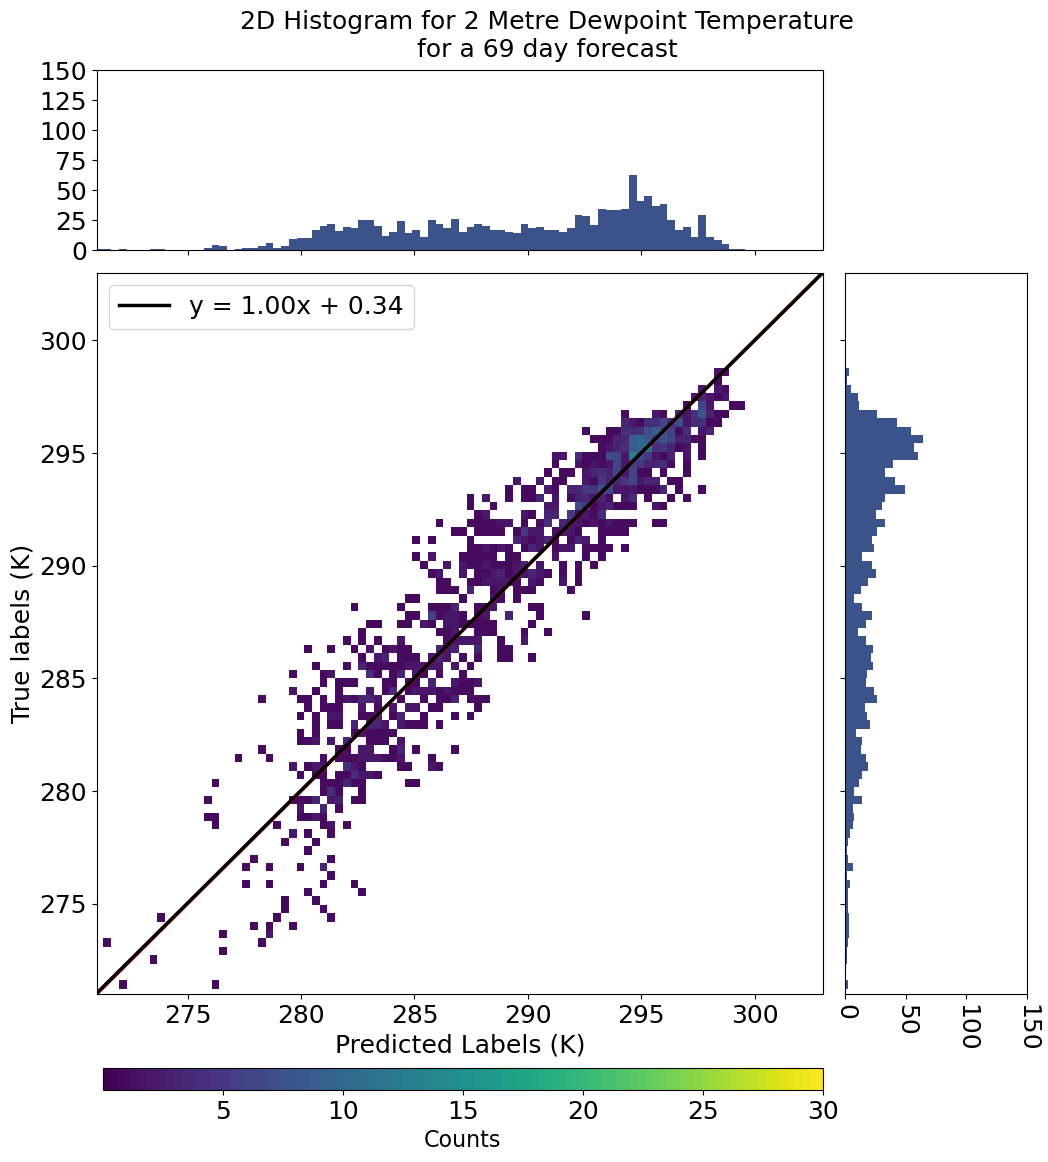 2D Histogram for 2 Metre Dewpoint Temperature
for a 69 day forecast
150
125
100
75
50
25
0
y = 1.00x + 0.34
300
295
290
285
280
275
True labels (K)
275 280 285 290 295 300
Predicted Labels (K)
0 50 100 150
5 10 15 20 25 30
Counts